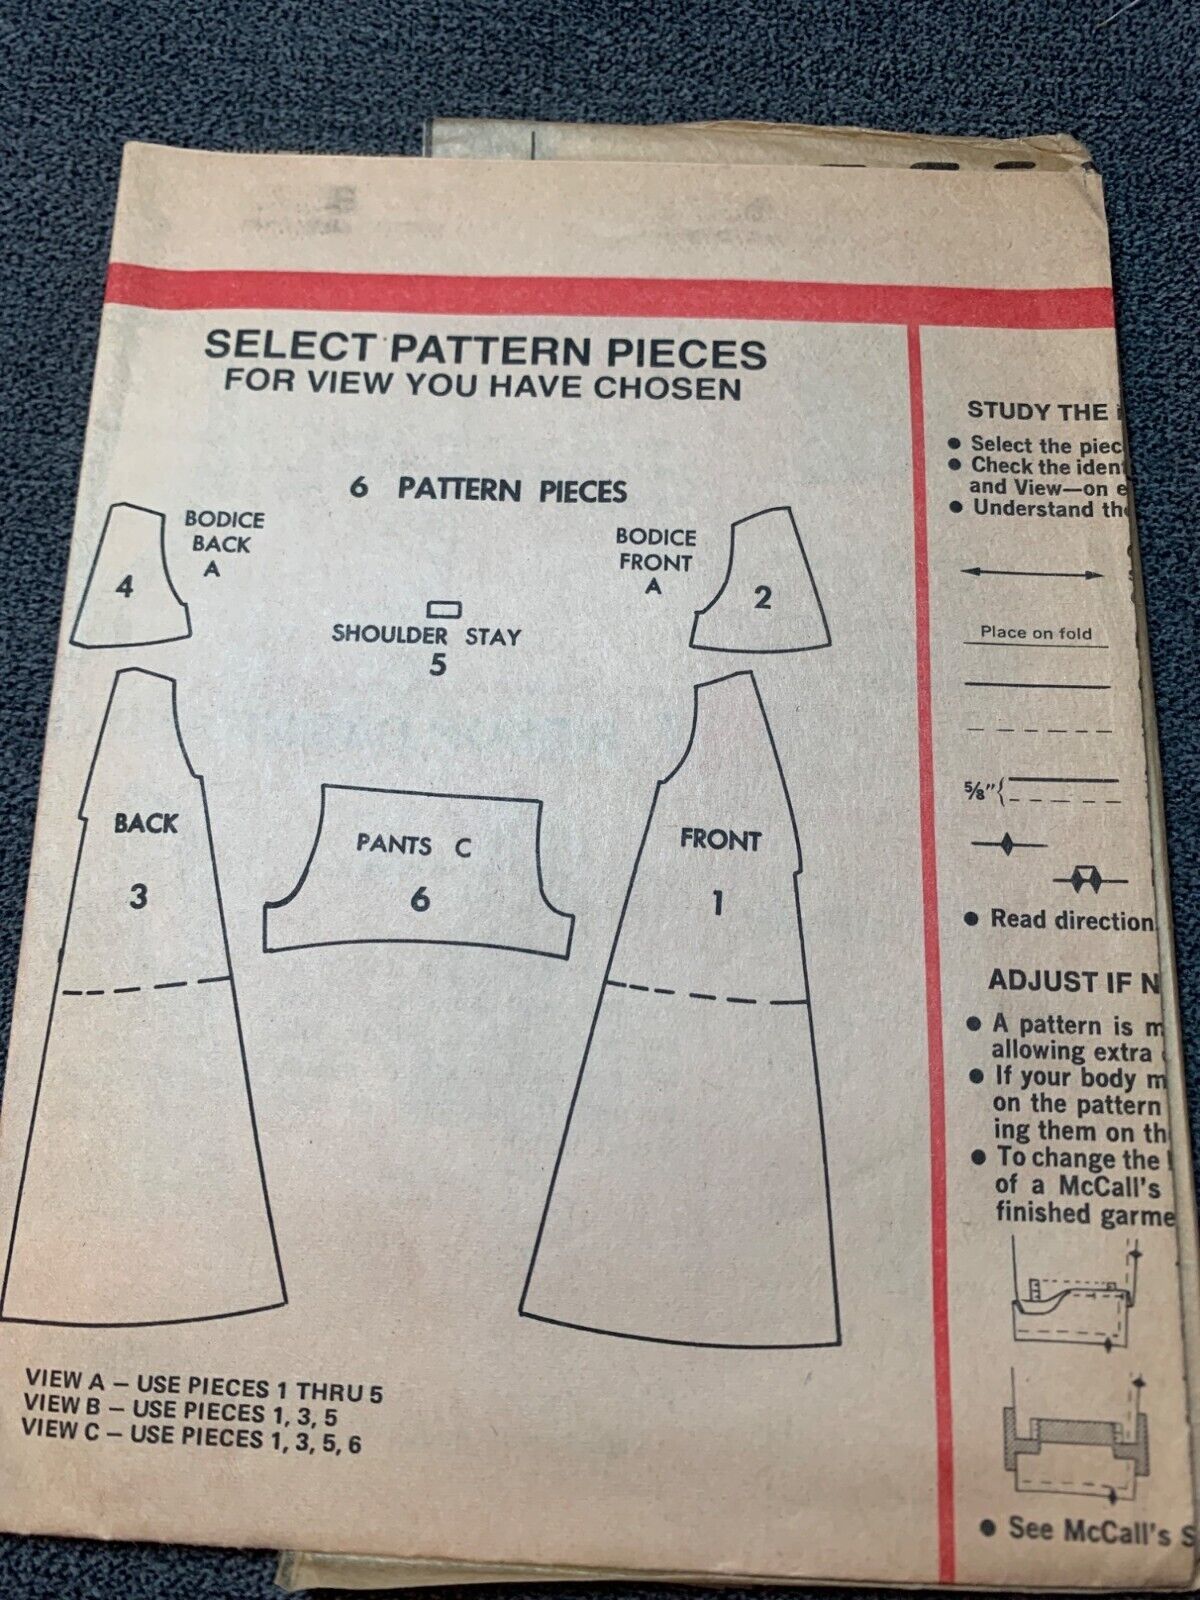 SELECT PATTERN PIECES
FOR VIEW YOU HAVE CHOSEN
6 PATTERN PIECES
BODICE
BACK
A
4
BODICE
FRONT
A
2
SHOULDER STAY
5
BACK
3
PANTS C
6
FRONT
1
VIEW A – USE PIECES 1 THRU 5
VIEW B – USE PIECES 1, 3, 5
VIEW C – USE PIECES 1, 3, 5, 6
STUDY THE
● Select the piec
● Check the ident
and View—on e
● Understand th
Place on fold
5/8"
● Read direction
ADJUST IF N
● A pattern is m
allowing extra
● If your body m
on the pattern
ing them on th
● To change the
of a McCall's
finished garme
● See McCall's S